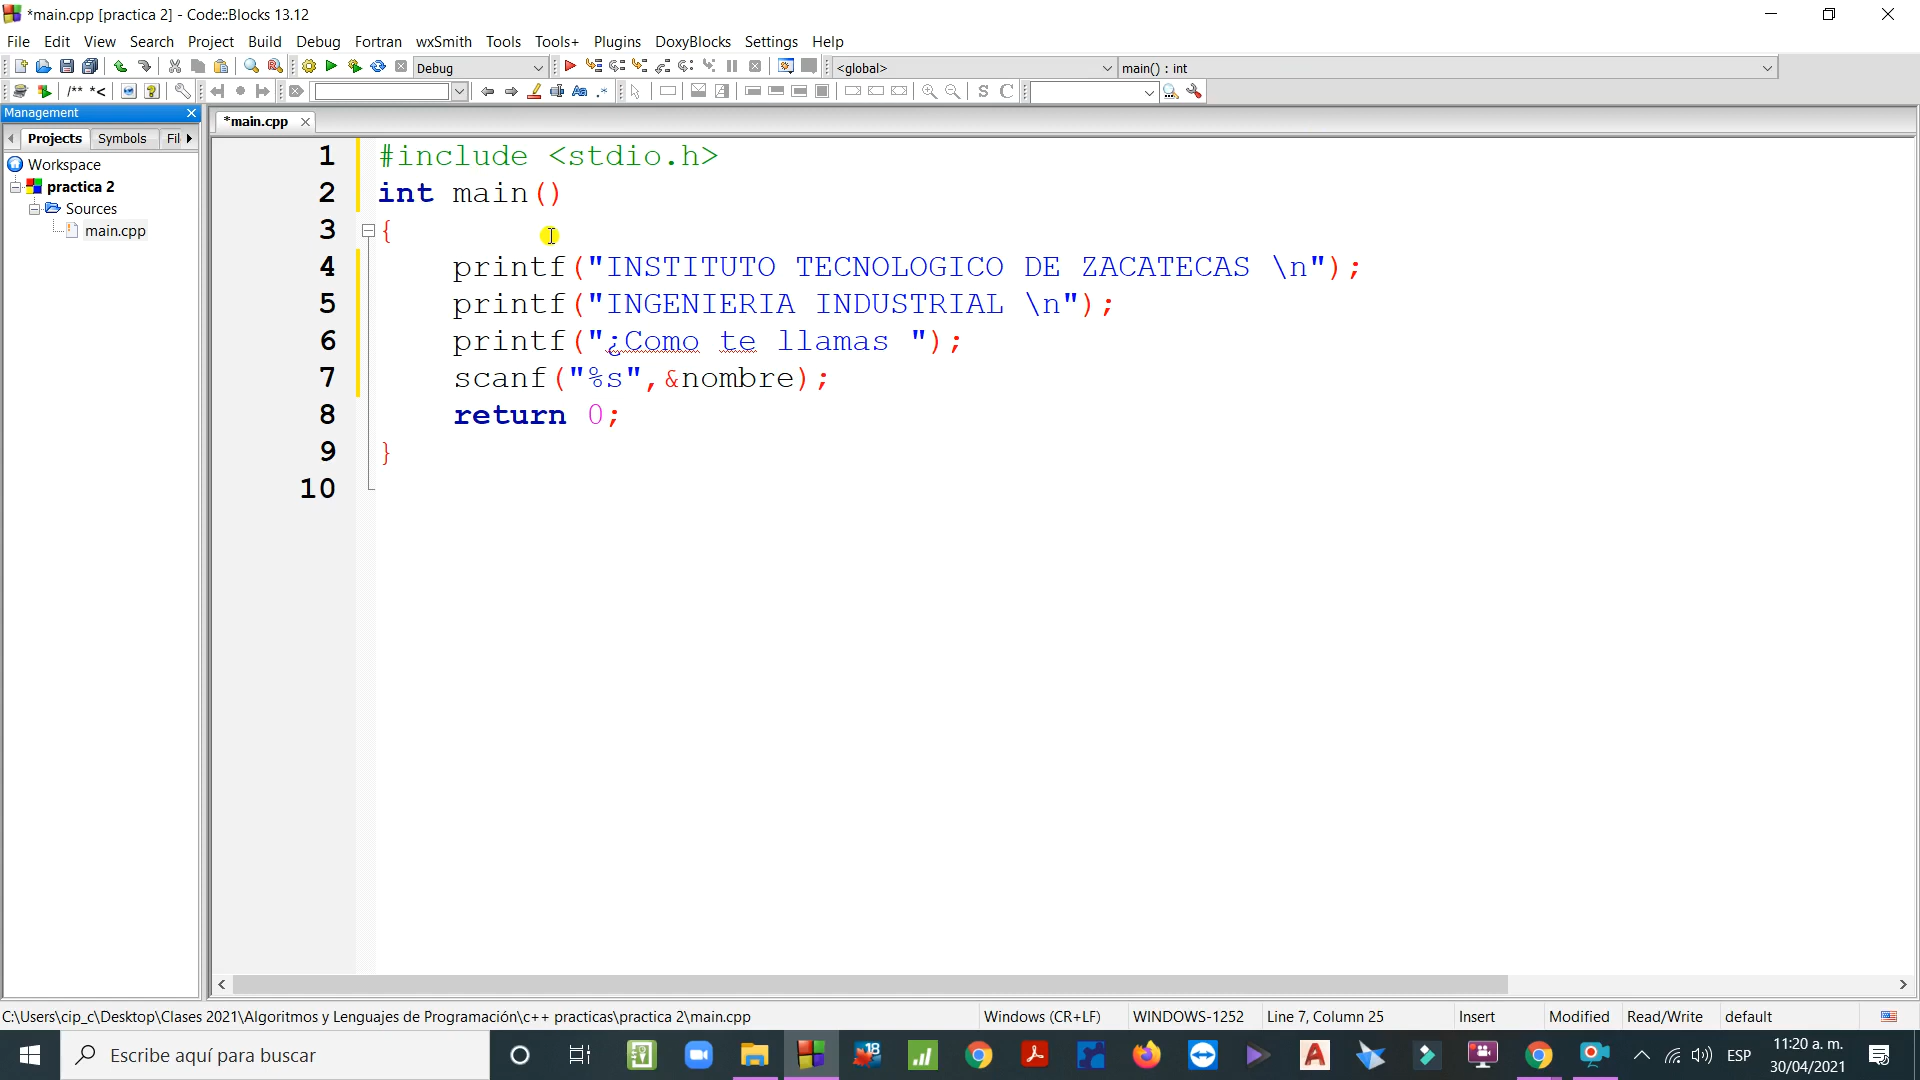 *main.cpp [practica 2] - Code::Blocks 13.12
File Edit View Search Project Build Debug Fortran wxSmith Tools Tools+ Plugins DoxyBlocks Settings Help
Debug <global> main() : int
/** *<
S C
Management
Projects Symbols Fil
*main.cpp
Workspace
practica 2
Sources
main.cpp
1 #include <stdio.h>
2 int main()
3 {
4 printf("INSTITUTO TECNOLOGICO DE ZACATECAS \n");
5 printf("INGENIERIA INDUSTRIAL \n");
6 printf("¿Como te llamas ");
7 scanf("%s",&nombre);
8 return 0;
9 }
10
C:\Users\cip_c\Desktop\Clases 2021\Algoritmos y Lenguajes de Programación\c++ practicas\practica 2\main.cpp Windows (CR+LF) WINDOWS-1252 Line 7, Column 25 Insert Modified Read/Write default
Escribe aquí para buscar
18
ESP
11:20 a. m.
30/04/2021